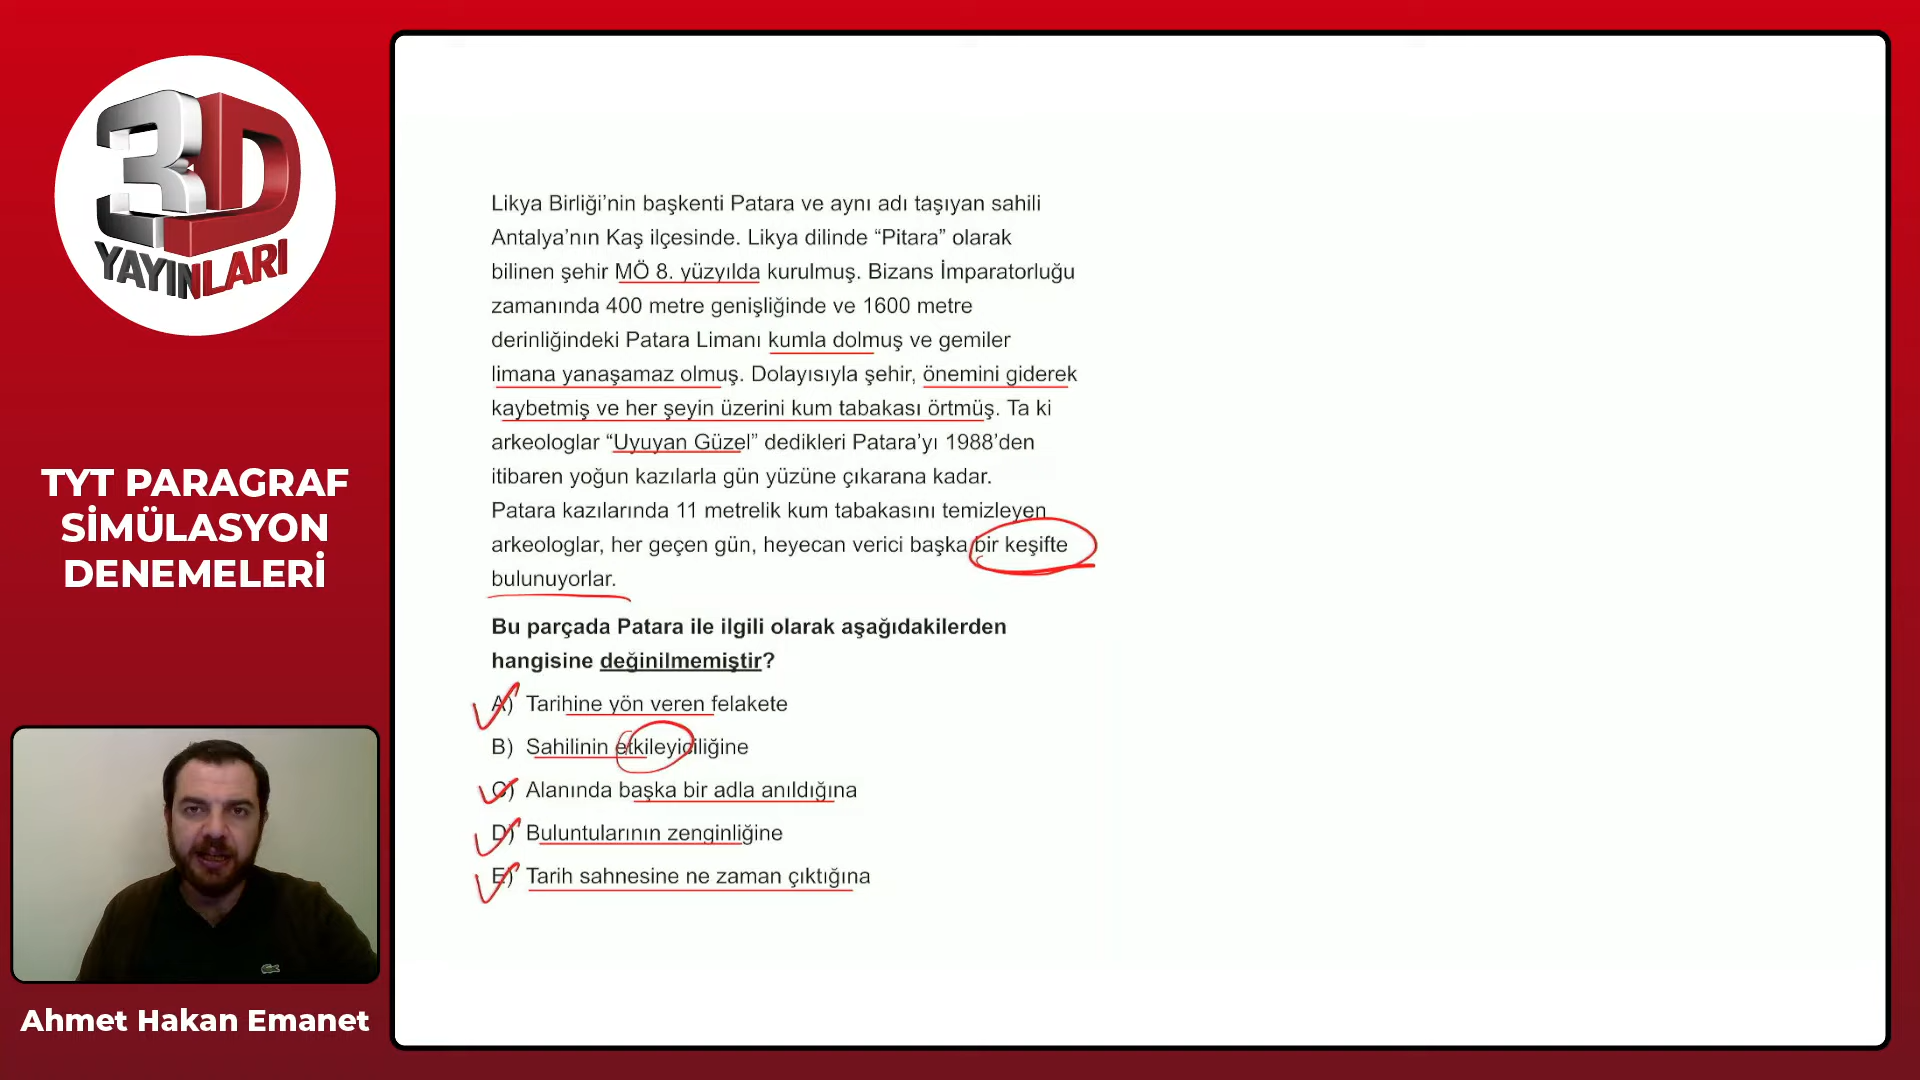 3D
YAYINLARI
TYT PARAGRAF
SİMÜLASYON
DENEMELERİ
Ahmet Hakan Emanet
Likya Birliği’nin başkenti Patara ve aynı adı taşıyan sahili
Antalya’nın Kaş ilçesinde. Likya dilinde “Pitara” olarak
bilinen şehir MÖ 8. yüzyılda kurulmuş. Bizans İmparatorluğu
zamanında 400 metre genişliğinde ve 1600 metre
derinliğindeki Patara Limanı kumla dolmuş ve gemiler
limana yanaşamaz olmuş. Dolayısıyla şehir, önemini giderek
kaybetmiş ve her şeyin üzerini kum tabakası örtmüş. Ta ki
arkeologlar “Uyuyan Güzel” dedikleri Patara’yı 1988’den
itibaren yoğun kazılarla gün yüzüne çıkarana kadar.
Patara kazılarında 11 metrelik kum tabakasını temizleyen
arkeologlar, her geçen gün, heyecan verici başka bir keşifte
bulunuyorlar.
Bu parçada Patara ile ilgili olarak aşağıdakilerden
hangisine değinilmemiştir?
A) Tarihine yön veren felakete
B) Sahilinin etkileyiciliğine
C) Alanında başka bir adla anıldığına
D) Buluntularının zenginliğine
E) Tarih sahnesine ne zaman çıktığına